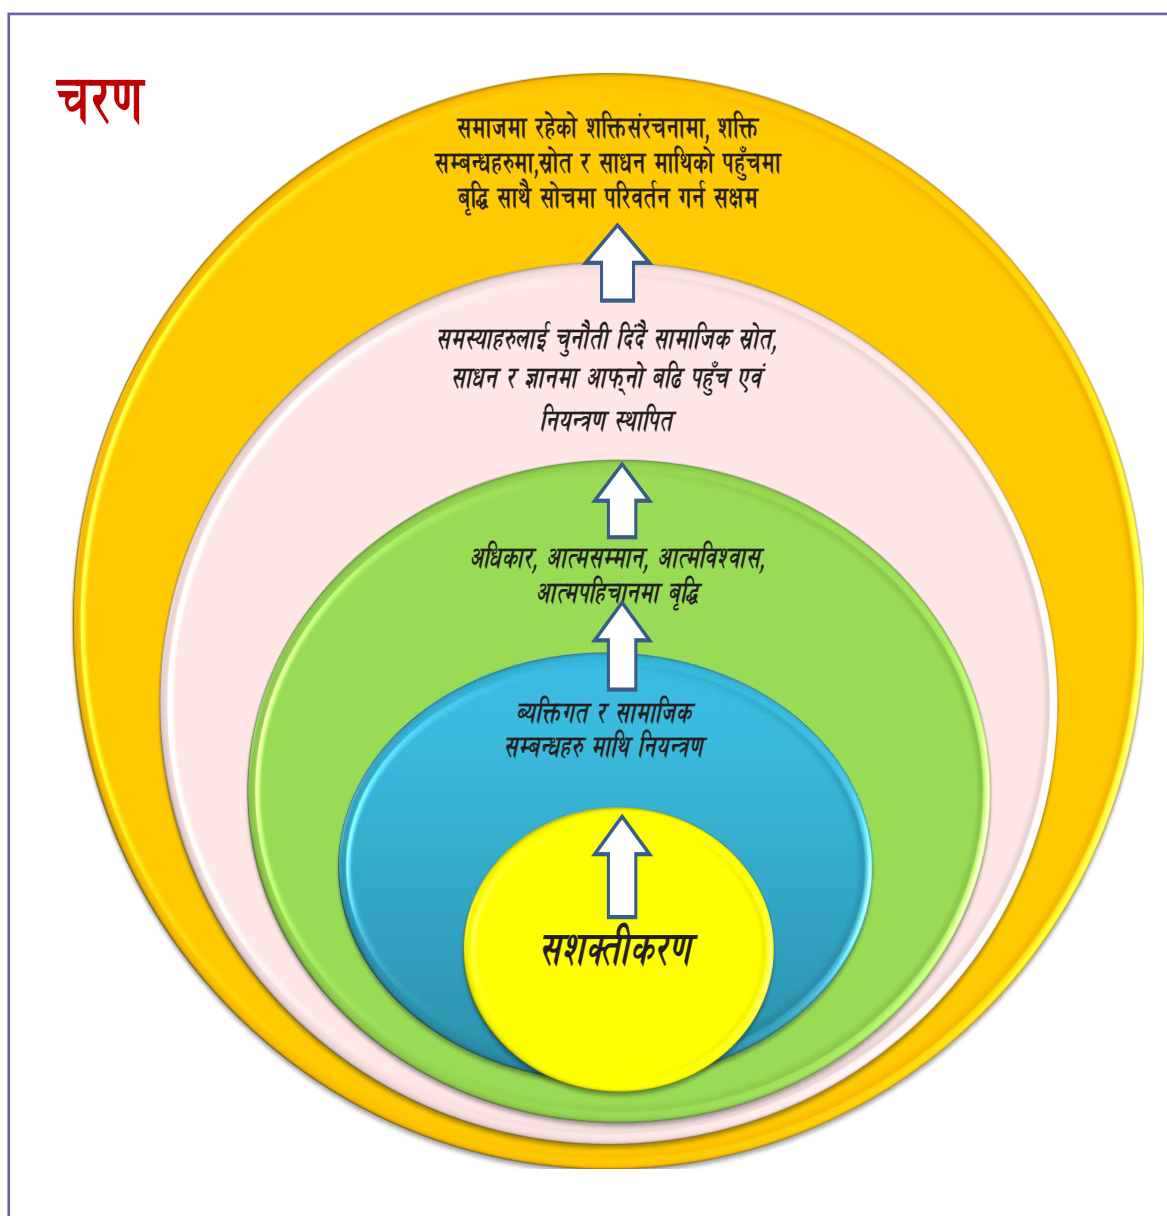 चरण
समाजमा रहेको शक्तिसंरचनामा, शक्ति
सम्बन्धहरुमा,स्रोत र साधन माथिको पहुँचमा
बृद्धि साथै सोचमा परिवर्तन गर्न सक्षम
समस्याहरुलाई चुनौती दिंदै सामाजिक स्रोत,
साधन र ज्ञानमा आफ्‌नो बढि पहुँच एवं
नियन्त्रण स्थापित
अधिकार, आत्मसम्मान, आत्मविश्वास,
आत्मपहिचानमा बृद्धि
ब्यक्तिगत र सामाजिक
सम्बन्धहरु माथि नियन्त्रण
सशक्तीकरण